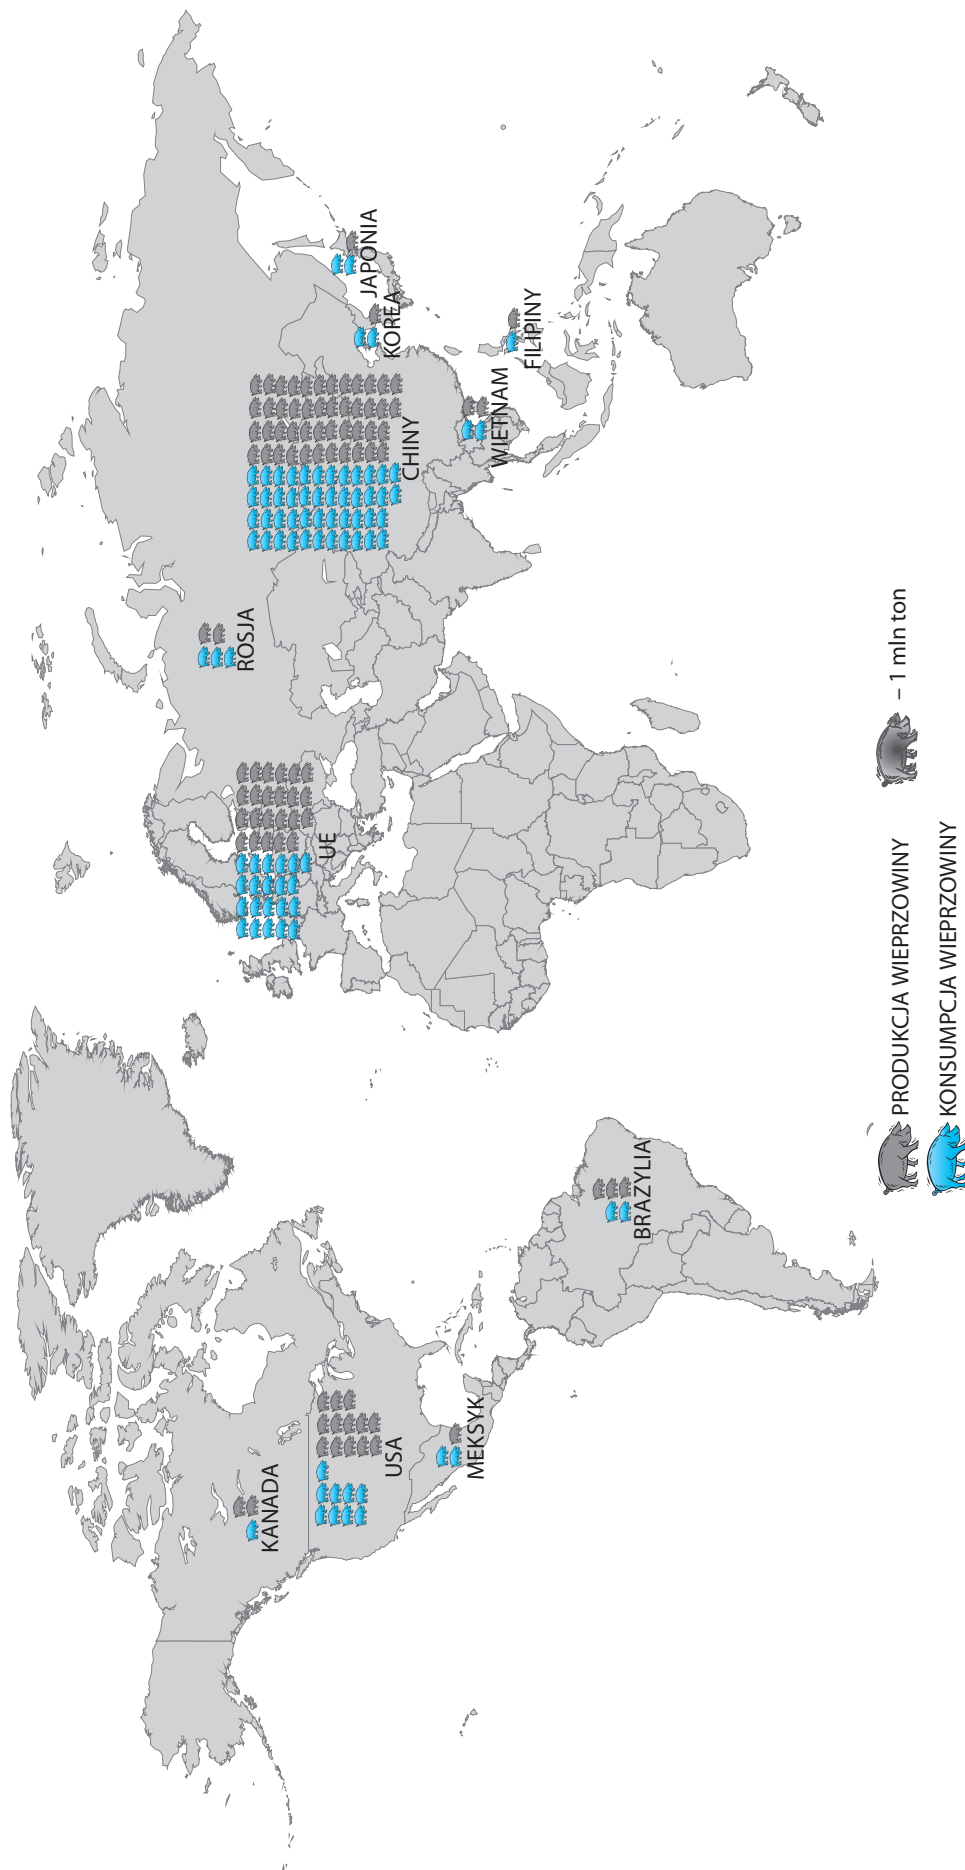 KANADA
USA
MEKSYK
BRAZYLIA
UE
ROSJA
CHINY
KOREA
JAPONIA
WIETNAM
FILIPINY
PRODUKCJA WIEPRZOWINY
– 1 mln ton
KONSUMPCJA WIEPRZOWINY